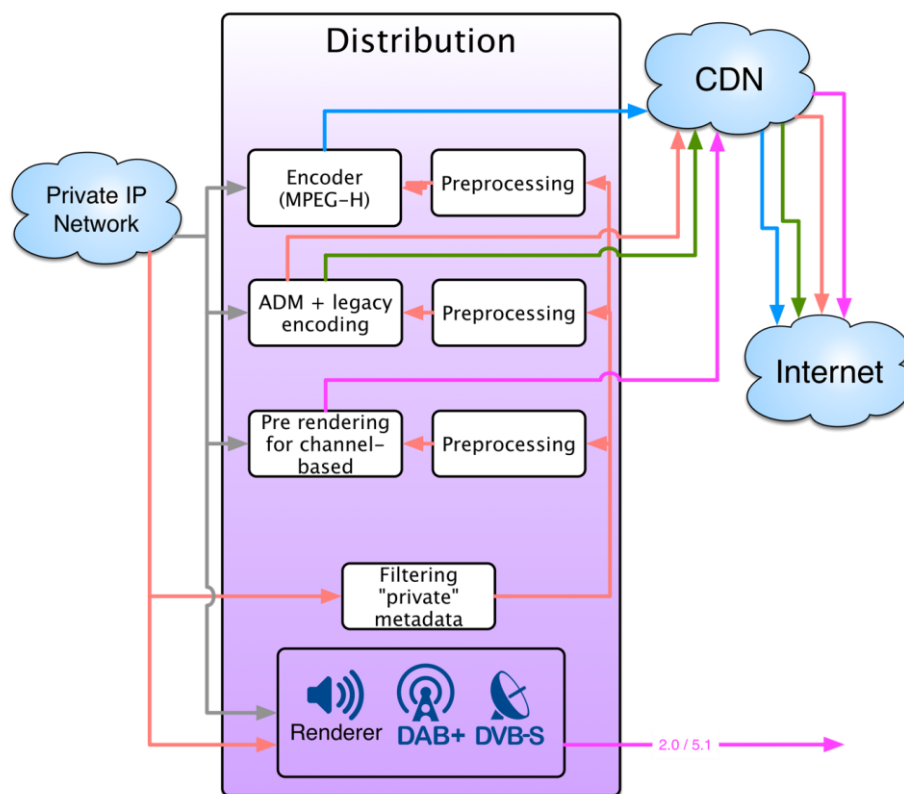 Distribution
CDN
Private IP
Network
Encoder
(MPEG-H)
Preprocessing
ADM + legacy
encoding
Preprocessing
Internet
Pre rendering
for channel-
based
Preprocessing
Filtering
"private"
metadata
Renderer
DAB+
DVB-S
2.0 / 5.1